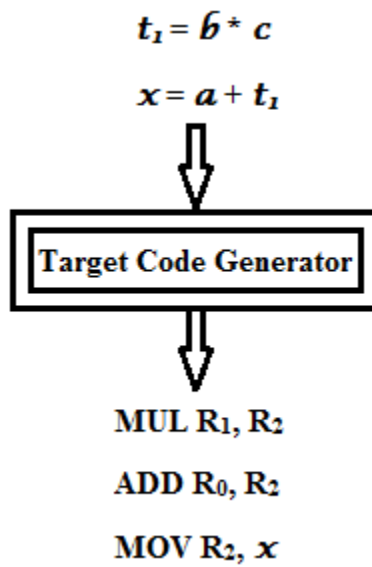 t₁ = b * c
x = a + t₁
Target Code Generator
MUL R₁, R₂
ADD R₀, R₂
MOV R₂, x